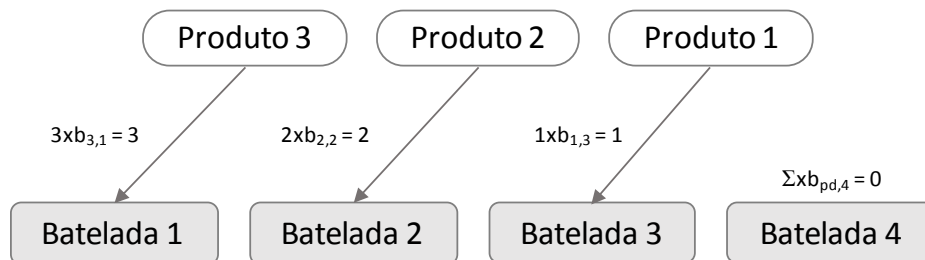 Produto 3
Produto 2
Produto 1
3xb3,1 = 3
2xb2,2 = 2
1xb1,3 = 1
Σxbpd,4 = 0
Batelada 1
Batelada 2
Batelada 3
Batelada 4